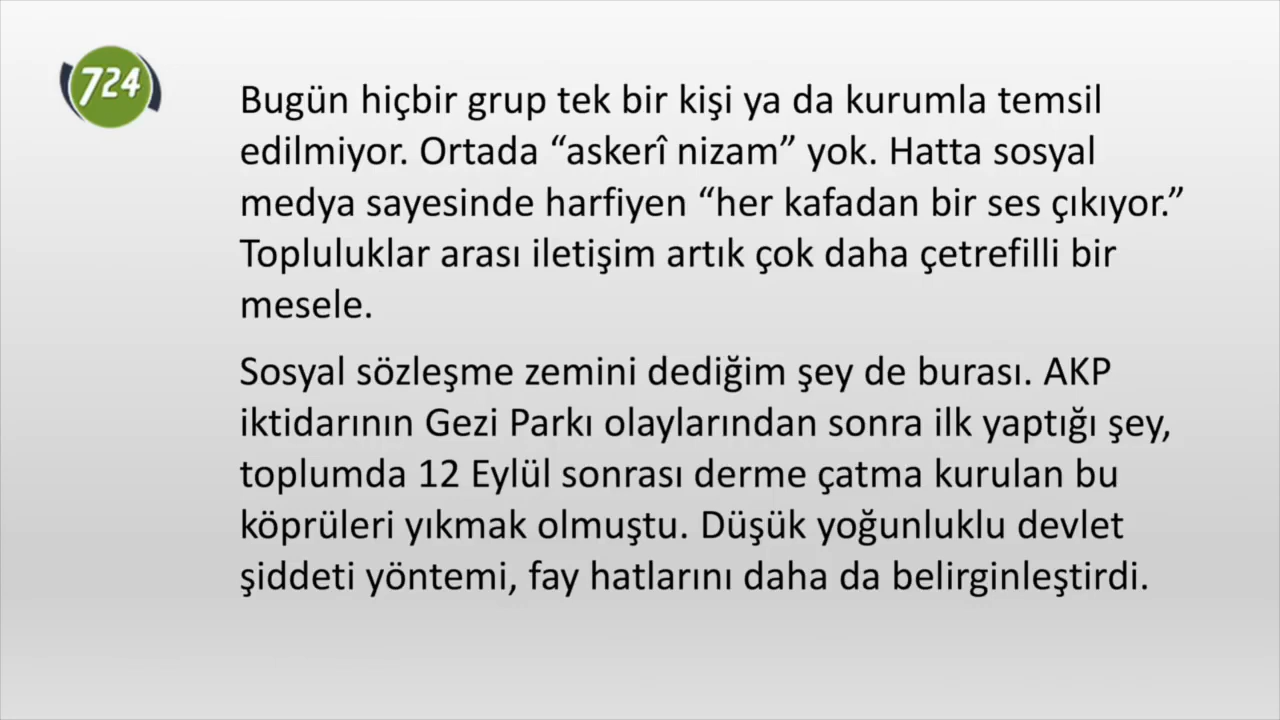 724
Bugün hiçbir grup tek bir kişi ya da kurumla temsil
edilmiyor. Ortada “askerî nizam” yok. Hatta sosyal
medya sayesinde harfiyen “her kafadan bir ses çıkıyor.”
Topluluklar arası iletişim artık çok daha çetrefilli bir
mesele.
Sosyal sözleşme zemini dediğim şey de burası. AKP
iktidarının Gezi Parkı olaylarından sonra ilk yaptığı şey,
toplumda 12 Eylül sonrası derme çatma kurulan bu
köprüleri yıkmak olmuştu. Düşük yoğunluklu devlet
şiddeti yöntemi, fay hatlarını daha da belirginleştirdi.